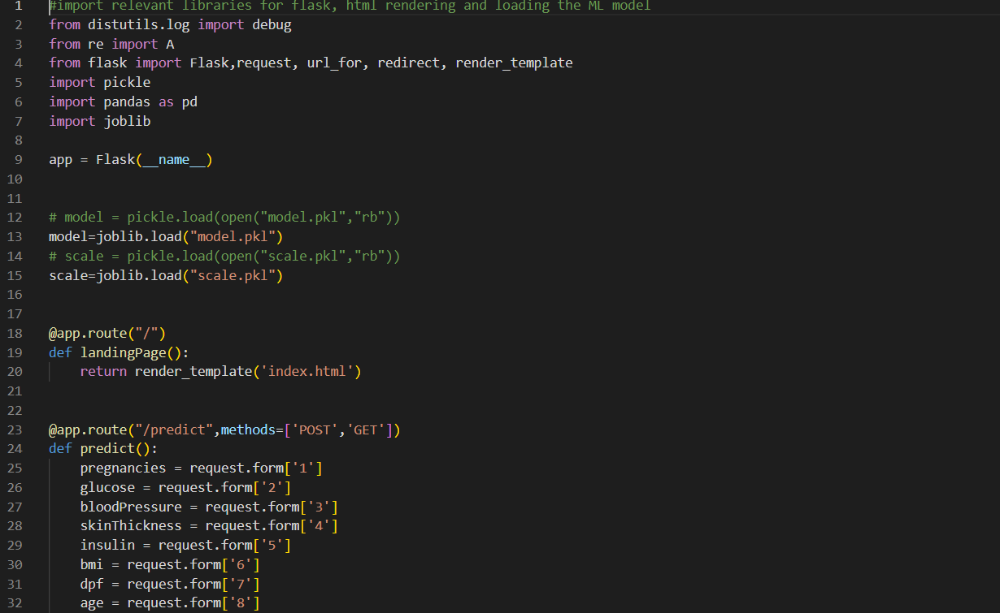 1 #import relevant libraries for flask, html rendering and loading the ML model
2 from distutils.log import debug
3 from re import A
4 from flask import Flask,request, url_for, redirect, render_template
5 import pickle
6 import pandas as pd
7 import joblib
8
9 app = Flask(__name__)
10
11
12 # model = pickle.load(open("model.pkl","rb"))
13 model=joblib.load("model.pkl")
14 # scale = pickle.load(open("scale.pkl","rb"))
15 scale=joblib.load("scale.pkl")
16
17
18 @app.route("/")
19 def landingPage():
20     return render_template('index.html')
21
22
23 @app.route("/predict",methods=['POST','GET'])
24 def predict():
25     pregnancies = request.form['1']
26     glucose = request.form['2']
27     bloodPressure = request.form['3']
28     skinThickness = request.form['4']
29     insulin = request.form['5']
30     bmi = request.form['6']
31     dpf = request.form['7']
32     age = request.form['8']